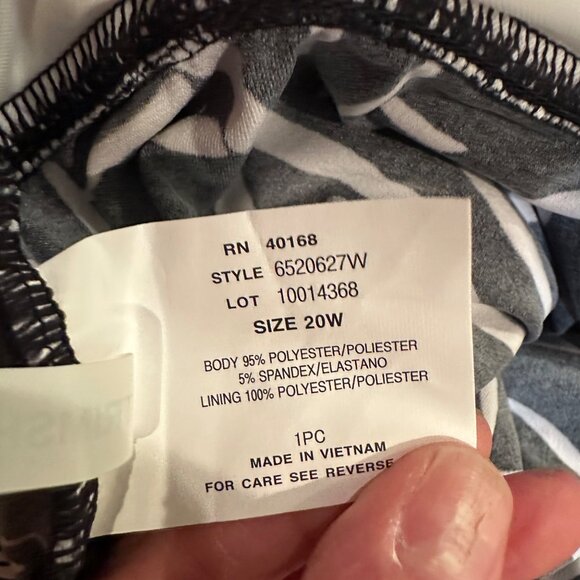 RN 40168
STYLE 6520627W
LOT 10014368
SIZE 20W
BODY 95% POLYESTER/POLIESTER
5% SPANDEX/ELASTANO
LINING 100% POLYESTER/POLIESTER
1PC
MADE IN VIETNAM
FOR CARE SEE REVERSE